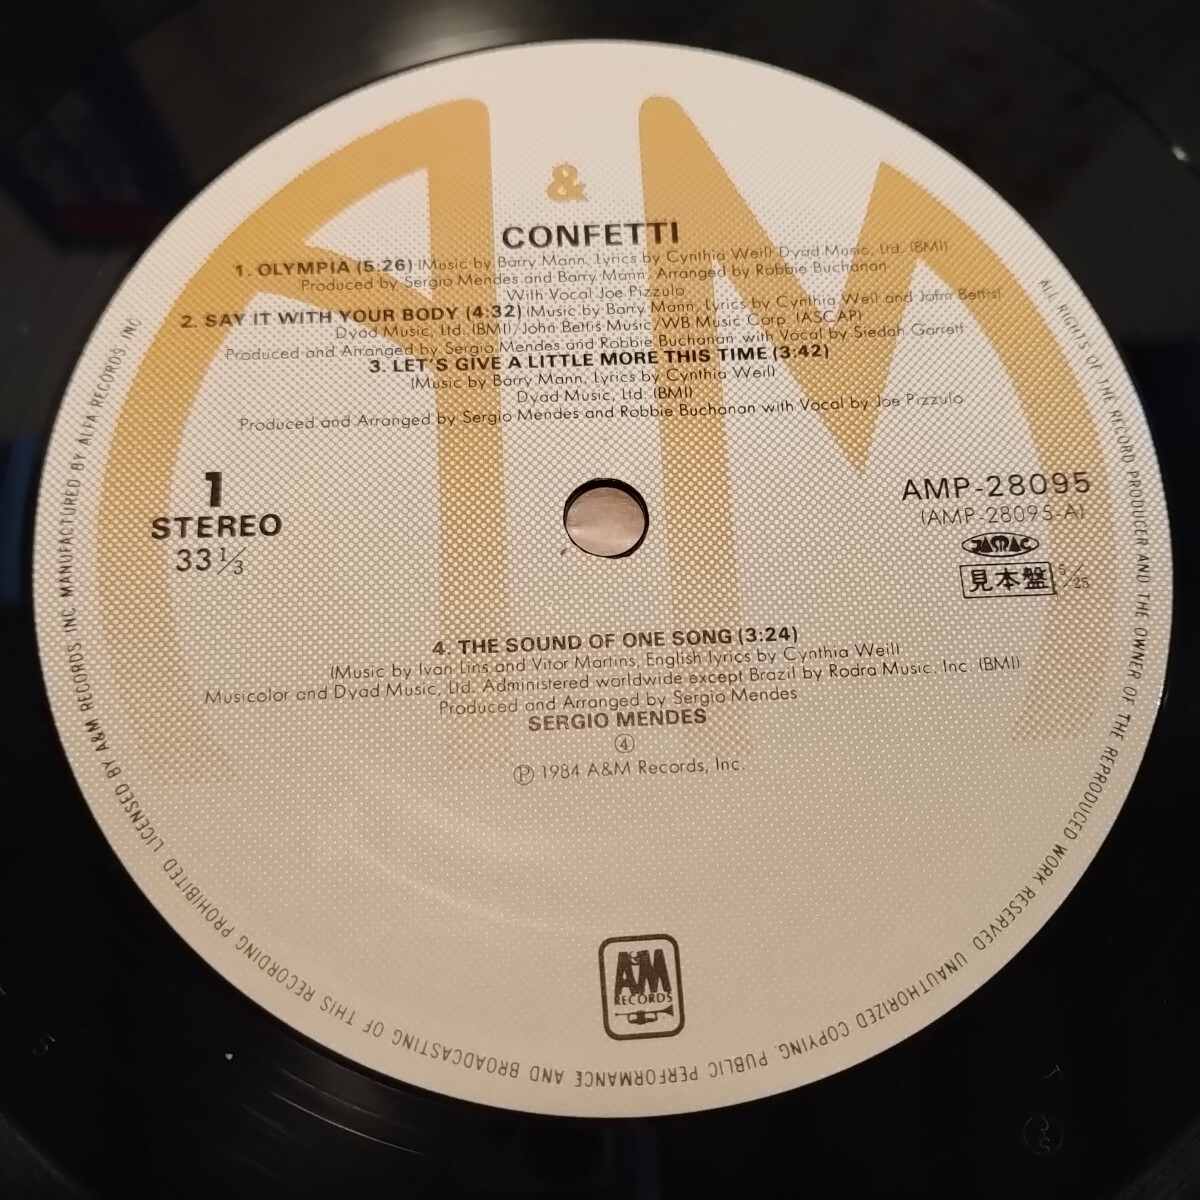 &
CONFETTI
1. OLYMPIA (5:26) (Music by Barry Mann, Lyrics by Cynthia Weil) Dyad Music, Ltd. (BMI)
Produced by Sergio Mendes and Barry Mann, Arranged by Robbie Buchanan
With Vocal Joe Pizzulo
2. SAY IT WITH YOUR BODY (4:32) (Music by Barry Mann, Lyrics by Cynthia Weil and John Bettis)
Dyad Music, Ltd. (BMI)/John Bettis Music/WB Music Corp. (ASCAP)
Produced and Arranged by Sergio Mendes and Robbie Buchanan with Vocal by Siedah Garrett
3. LET'S GIVE A LITTLE MORE THIS TIME (3:42)
(Music by Barry Mann, Lyrics by Cynthia Weil)
Dyad Music, Ltd. (BMI)
Produced and Arranged by Sergio Mendes and Robbie Buchanan with Vocal by Joe Pizzulo
1
STEREO
33 1/3
AMP-28095
(AMP-28095-A)
JASRAC
見本盤 5/25
4. THE SOUND OF ONE SONG (3:24)
(Music by Ivan Lins and Vitor Martins, English lyrics by Cynthia Weil)
Musicolor and Dyad Music, Ltd. Administered worldwide except Brazil by Rodra Music. Inc. (BMI)
Produced and Arranged by Sergio Mendes
SERGIO MENDES
④
Ⓟ 1984 A&M Records, Inc.
A&M
RECORDS
ALL RIGHTS OF THE RECORD PRODUCER AND THE OWNER OF THE REPRODUCED WORK RESERVED. UNAUTHORIZED COPYING, PUBLIC PERFORMANCE AND BROADCASTING OF THIS RECORDING PROHIBITED LICENSED BY A&M RECORDS INC MANUFACTURED BY ALFA RECORDS INC